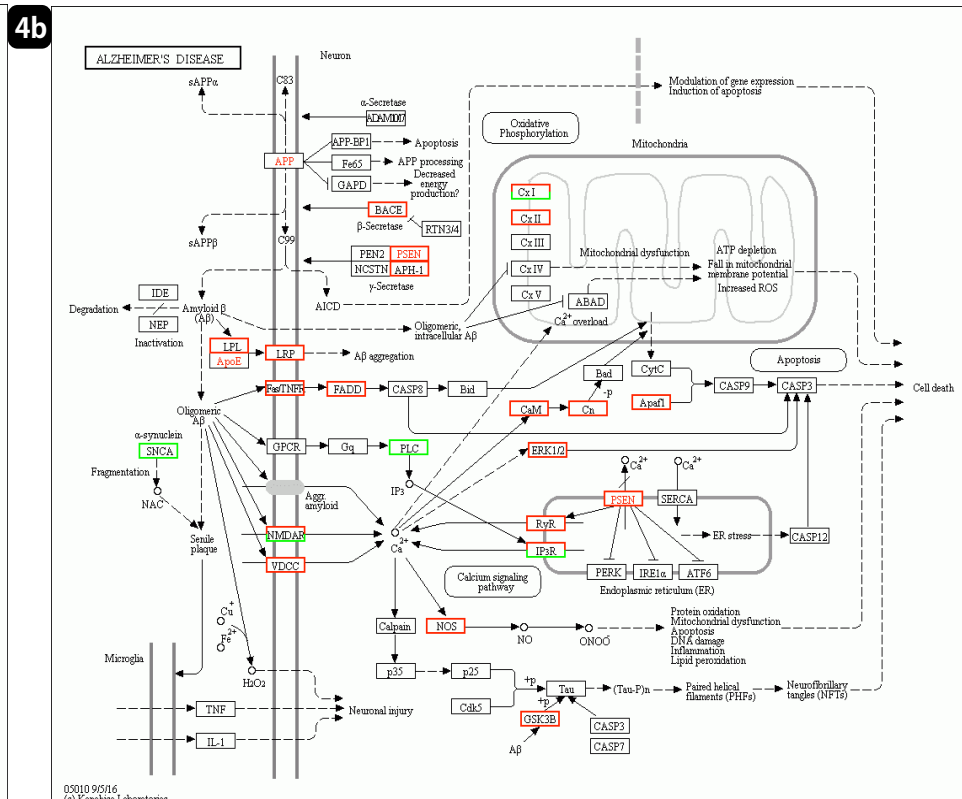 4b
ALZHEIMER'S DISEASE
Neuron
sAPPα
C83
α-Secretase
Modulation of gene expression
Induction of apoptosis
Oxidative
Phosphorylation
Mitochondria
APP-BP1
Apoptosis
APP
Fe65
APP processing
GAPD
Decreased
energy
production?
BACE
β-Secretase
RTN3/4
sAPPβ
C99
PEN2
PSEN
NCSTN
APH-1
γ-Secretase
AICD
Cx I
Cx II
Cx III
Cx IV
Cx V
Mitochondrial dysfunction
ATP depletion
Fall in mitochondrial
membrane potential
Increased ROS
ABAD
Ca2+ overload
IDE
Degradation
NEP
Inactivation
Amyloid β
(Aβ)
Oligomeric,
intracellular Aβ
LPL
ApoE
LRP
Aβ aggregation
Fas/TNFR
FADD
CASP8
Bid
Bad
-p
CytC
Apoptosis
CASP9
CASP3
Cell death
CaM
Cn
Apaf1
Oligomeric
Aβ
α-synuclein
SNCA
Fragmentation
NAC
GPCR
Gq
PLC
IP3
ERK1/2
Aggr.
amyloid
Senile
plaque
NMDAR
VDCC
Ca2+
RyR
IP3R
Ca2+
Ca2+
PSEN
SERCA
ER stress
CASP12
PERK
IRE1α
ATF6
Endoplasmic reticulum (ER)
Calcium signaling
pathway
Cu+
Fe2+
H2O2
Microglia
TNF
IL-1
Neuronal injury
Calpain
NOS
NO
ONOO-
Protein oxidation
Mitochondrial dysfunction
Apoptosis
DNA damage
Inflammation
Lipid peroxidation
p35
p25
Cdk5
+p
Tau
(Tau-P)n
Paired helical
filaments (PHFs)
Neurofibrillary
tangles (NFTs)
+p
GSK3B
Aβ
CASP3
CASP7
05010 9/5/16
(c) Kanehisa Laboratories